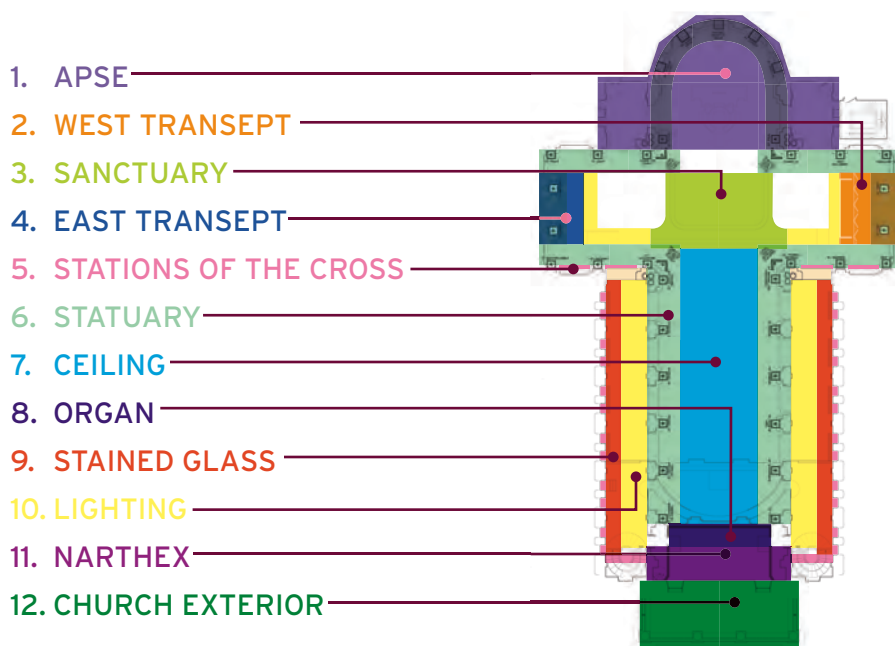 1. APSE
2. WEST TRANSEPT
3. SANCTUARY
4. EAST TRANSEPT
5. STATIONS OF THE CROSS
6. STATUARY
7. CEILING
8. ORGAN
9. STAINED GLASS
10. LIGHTING
11. NARTHEX
12. CHURCH EXTERIOR